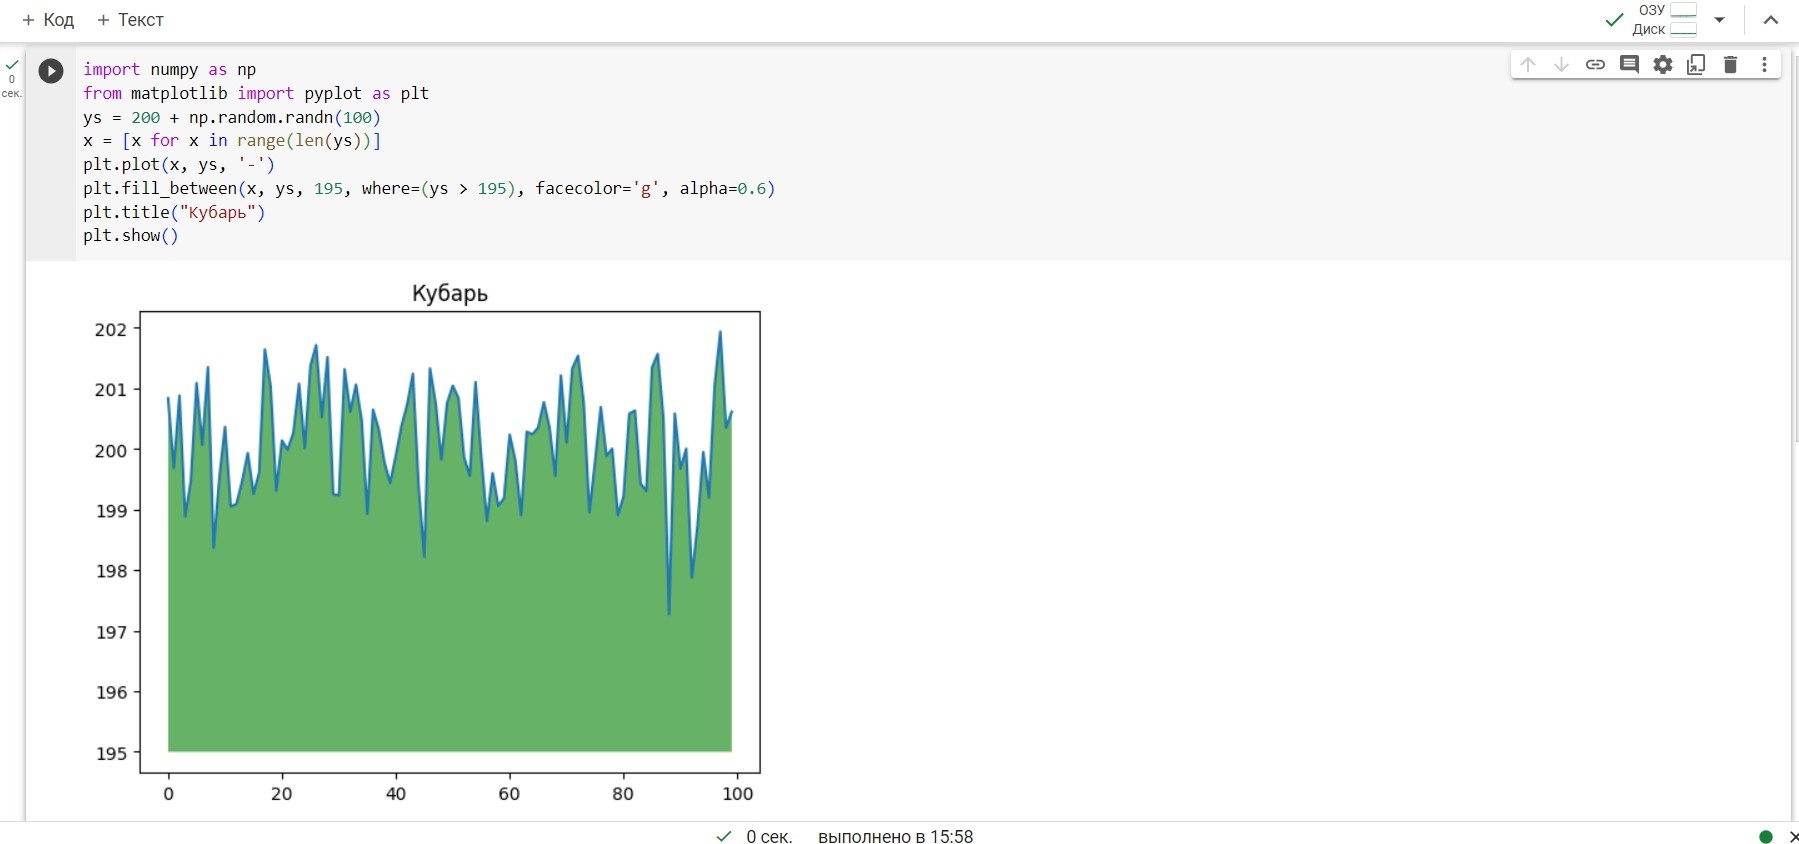 + Код + Текст
ОЗУ
Диск
0
сек.
import numpy as np
from matplotlib import pyplot as plt
ys = 200 + np.random.randn(100)
x = [x for x in range(len(ys))]
plt.plot(x, ys, '-')
plt.fill_between(x, ys, 195, where=(ys > 195), facecolor='g', alpha=0.6)
plt.title("Кубарь")
plt.show()
Кубарь
202
201
200
199
198
197
196
195
0 20 40 60 80 100
0 сек. выполнено в 15:58